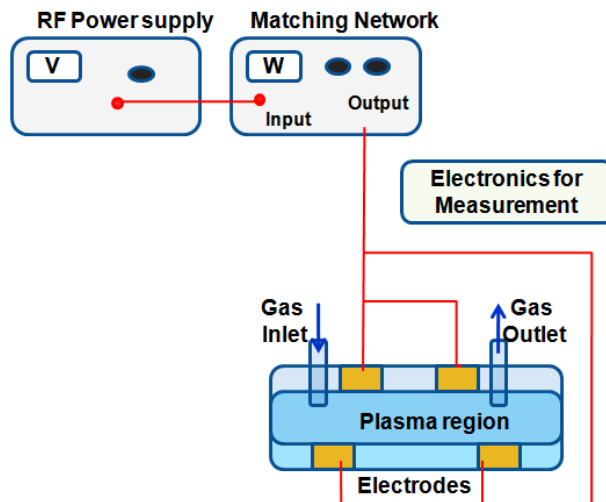 RF Power supply
Matching Network
V
W
Input
Output
Electronics for
Measurement
Gas
Inlet
Gas
Outlet
Plasma region
Electrodes